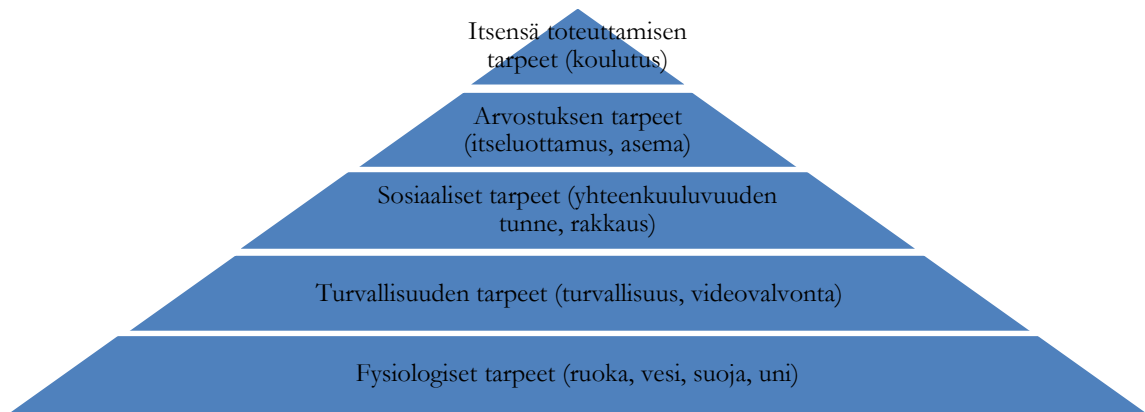 Itsensä toteuttamisen
tarpeet (koulutus)
Arvostuksen tarpeet
(itseluottamus, asema)
Sosiaaliset tarpeet (yhteenkuuluvuuden
tunne, rakkaus)
Turvallisuuden tarpeet (turvallisuus, videovalvonta)
Fysiologiset tarpeet (ruoka, vesi, suoja, uni)